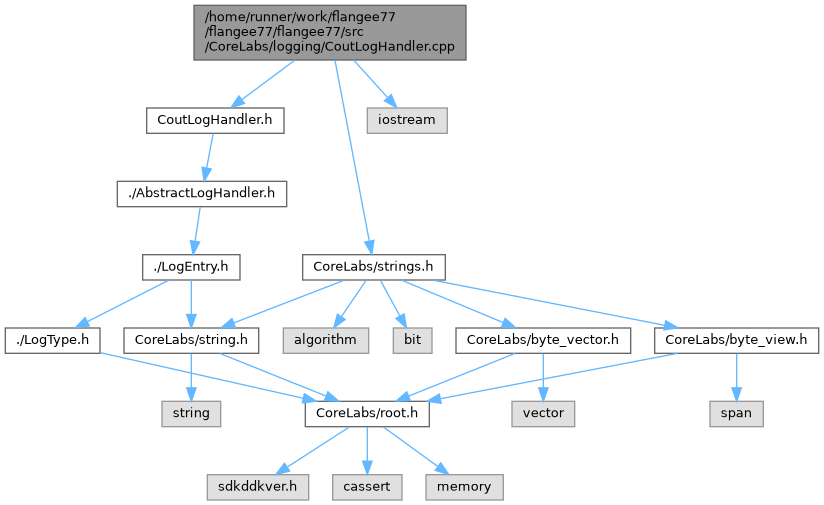 /home/runner/work/flangee77
/flangee77/flangee77/src
/CoreLabs/logging/CoutLogHandler.cpp
CoutLogHandler.h
iostream
./AbstractLogHandler.h
./LogEntry.h
CoreLabs/strings.h
./LogType.h
CoreLabs/string.h
algorithm
bit
CoreLabs/byte_vector.h
CoreLabs/byte_view.h
string
CoreLabs/root.h
vector
span
sdkddkver.h
cassert
memory